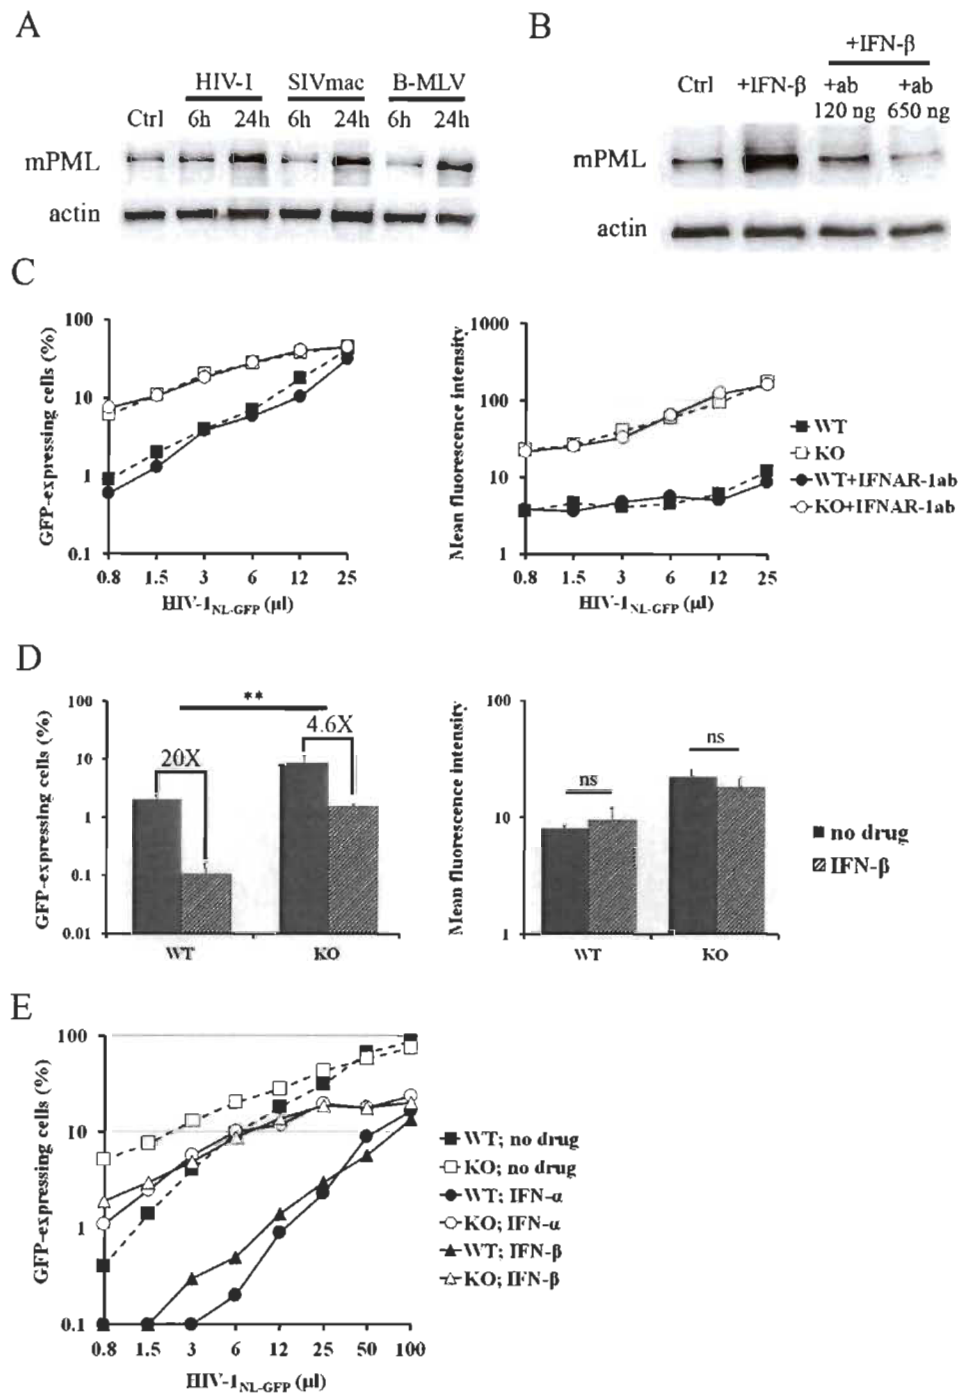 A
HIV-1 SIVmac B-MLV
Ctrl 6h 24h 6h 24h 6h 24h
mPML
actin
B
+IFN-β
Ctrl +IFN-β +ab 120 ng +ab 650 ng
mPML
actin
C
GFP-expressing cells (%)
100
10
1
0.1
0.8 1.5 3 6 12 25
HIV-1NL-GFP (µl)
Mean fluorescence intensity
1000
100
10
1
0.8 1.5 3 6 12 25
HIV-1NL-GFP (µl)
WT
KO
WT+IFNAR-1ab
KO+IFNAR-1ab
D
GFP-expressing cells (%)
100
10
1
0.1
0.01
**
20X
4.6X
WT KO
Mean fluorescence intensity
100
10
1
ns
ns
WT KO
no drug
IFN-β
E
GFP-expressing cells (%)
100
10
1
0.1
0.8 1.5 3 6 12 25 50 100
HIV-1NL-GFP (µl)
WT; no drug
KO; no drug
WT; IFN-α
KO; IFN-α
WT; IFN-β
KO; IFN-β